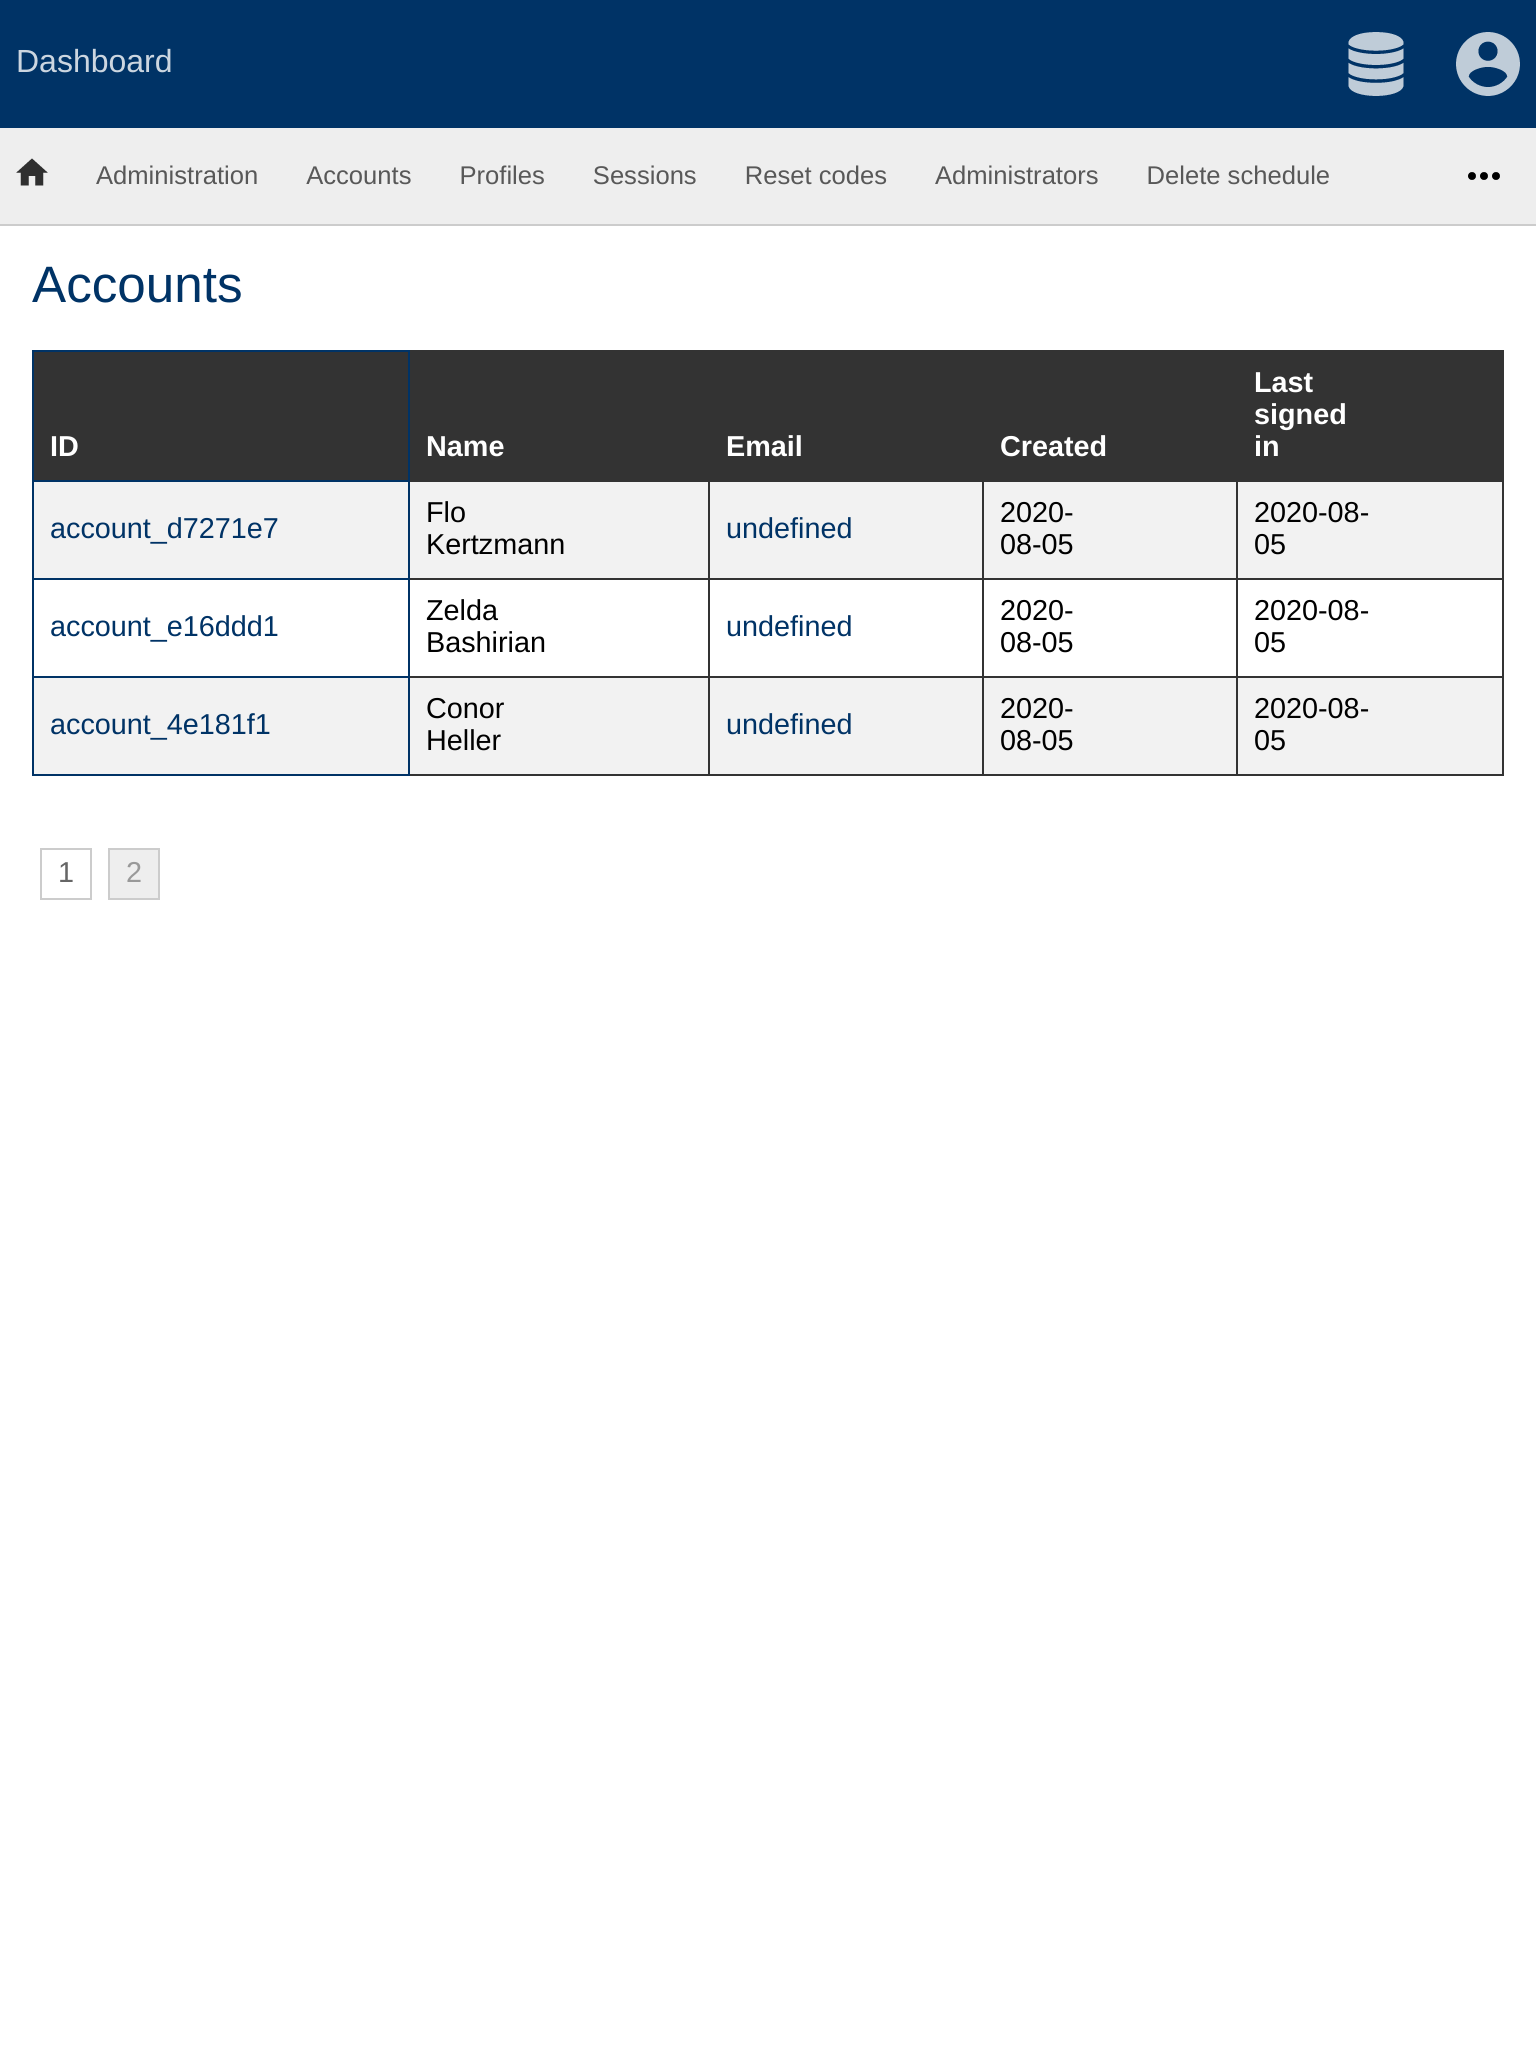 Dashboard
Administration Accounts Profiles Sessions Reset codes Administrators Delete schedule
Accounts
ID Name Email Created Last signed in
account_d7271e7 Flo Kertzmann undefined 2020-08-05 2020-08-05
account_e16ddd1 Zelda Bashirian undefined 2020-08-05 2020-08-05
account_4e181f1 Conor Heller undefined 2020-08-05 2020-08-05
1 2